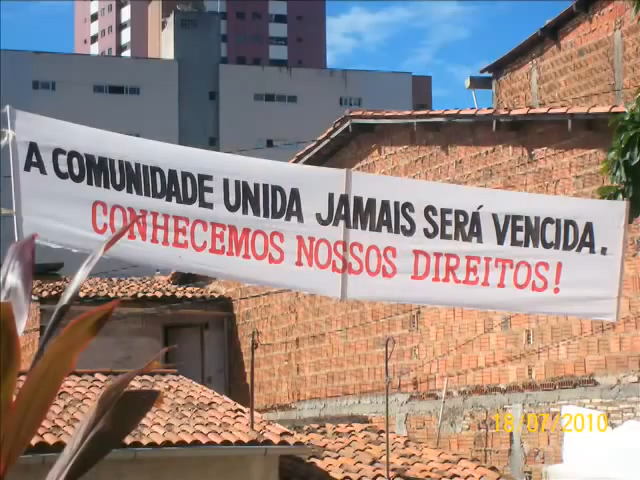 A COMUNIDADE UNIDA JAMAIS SERÁ VENCIDA.
CONHECEMOS NOSSOS DIREITOS!
18/07/2010